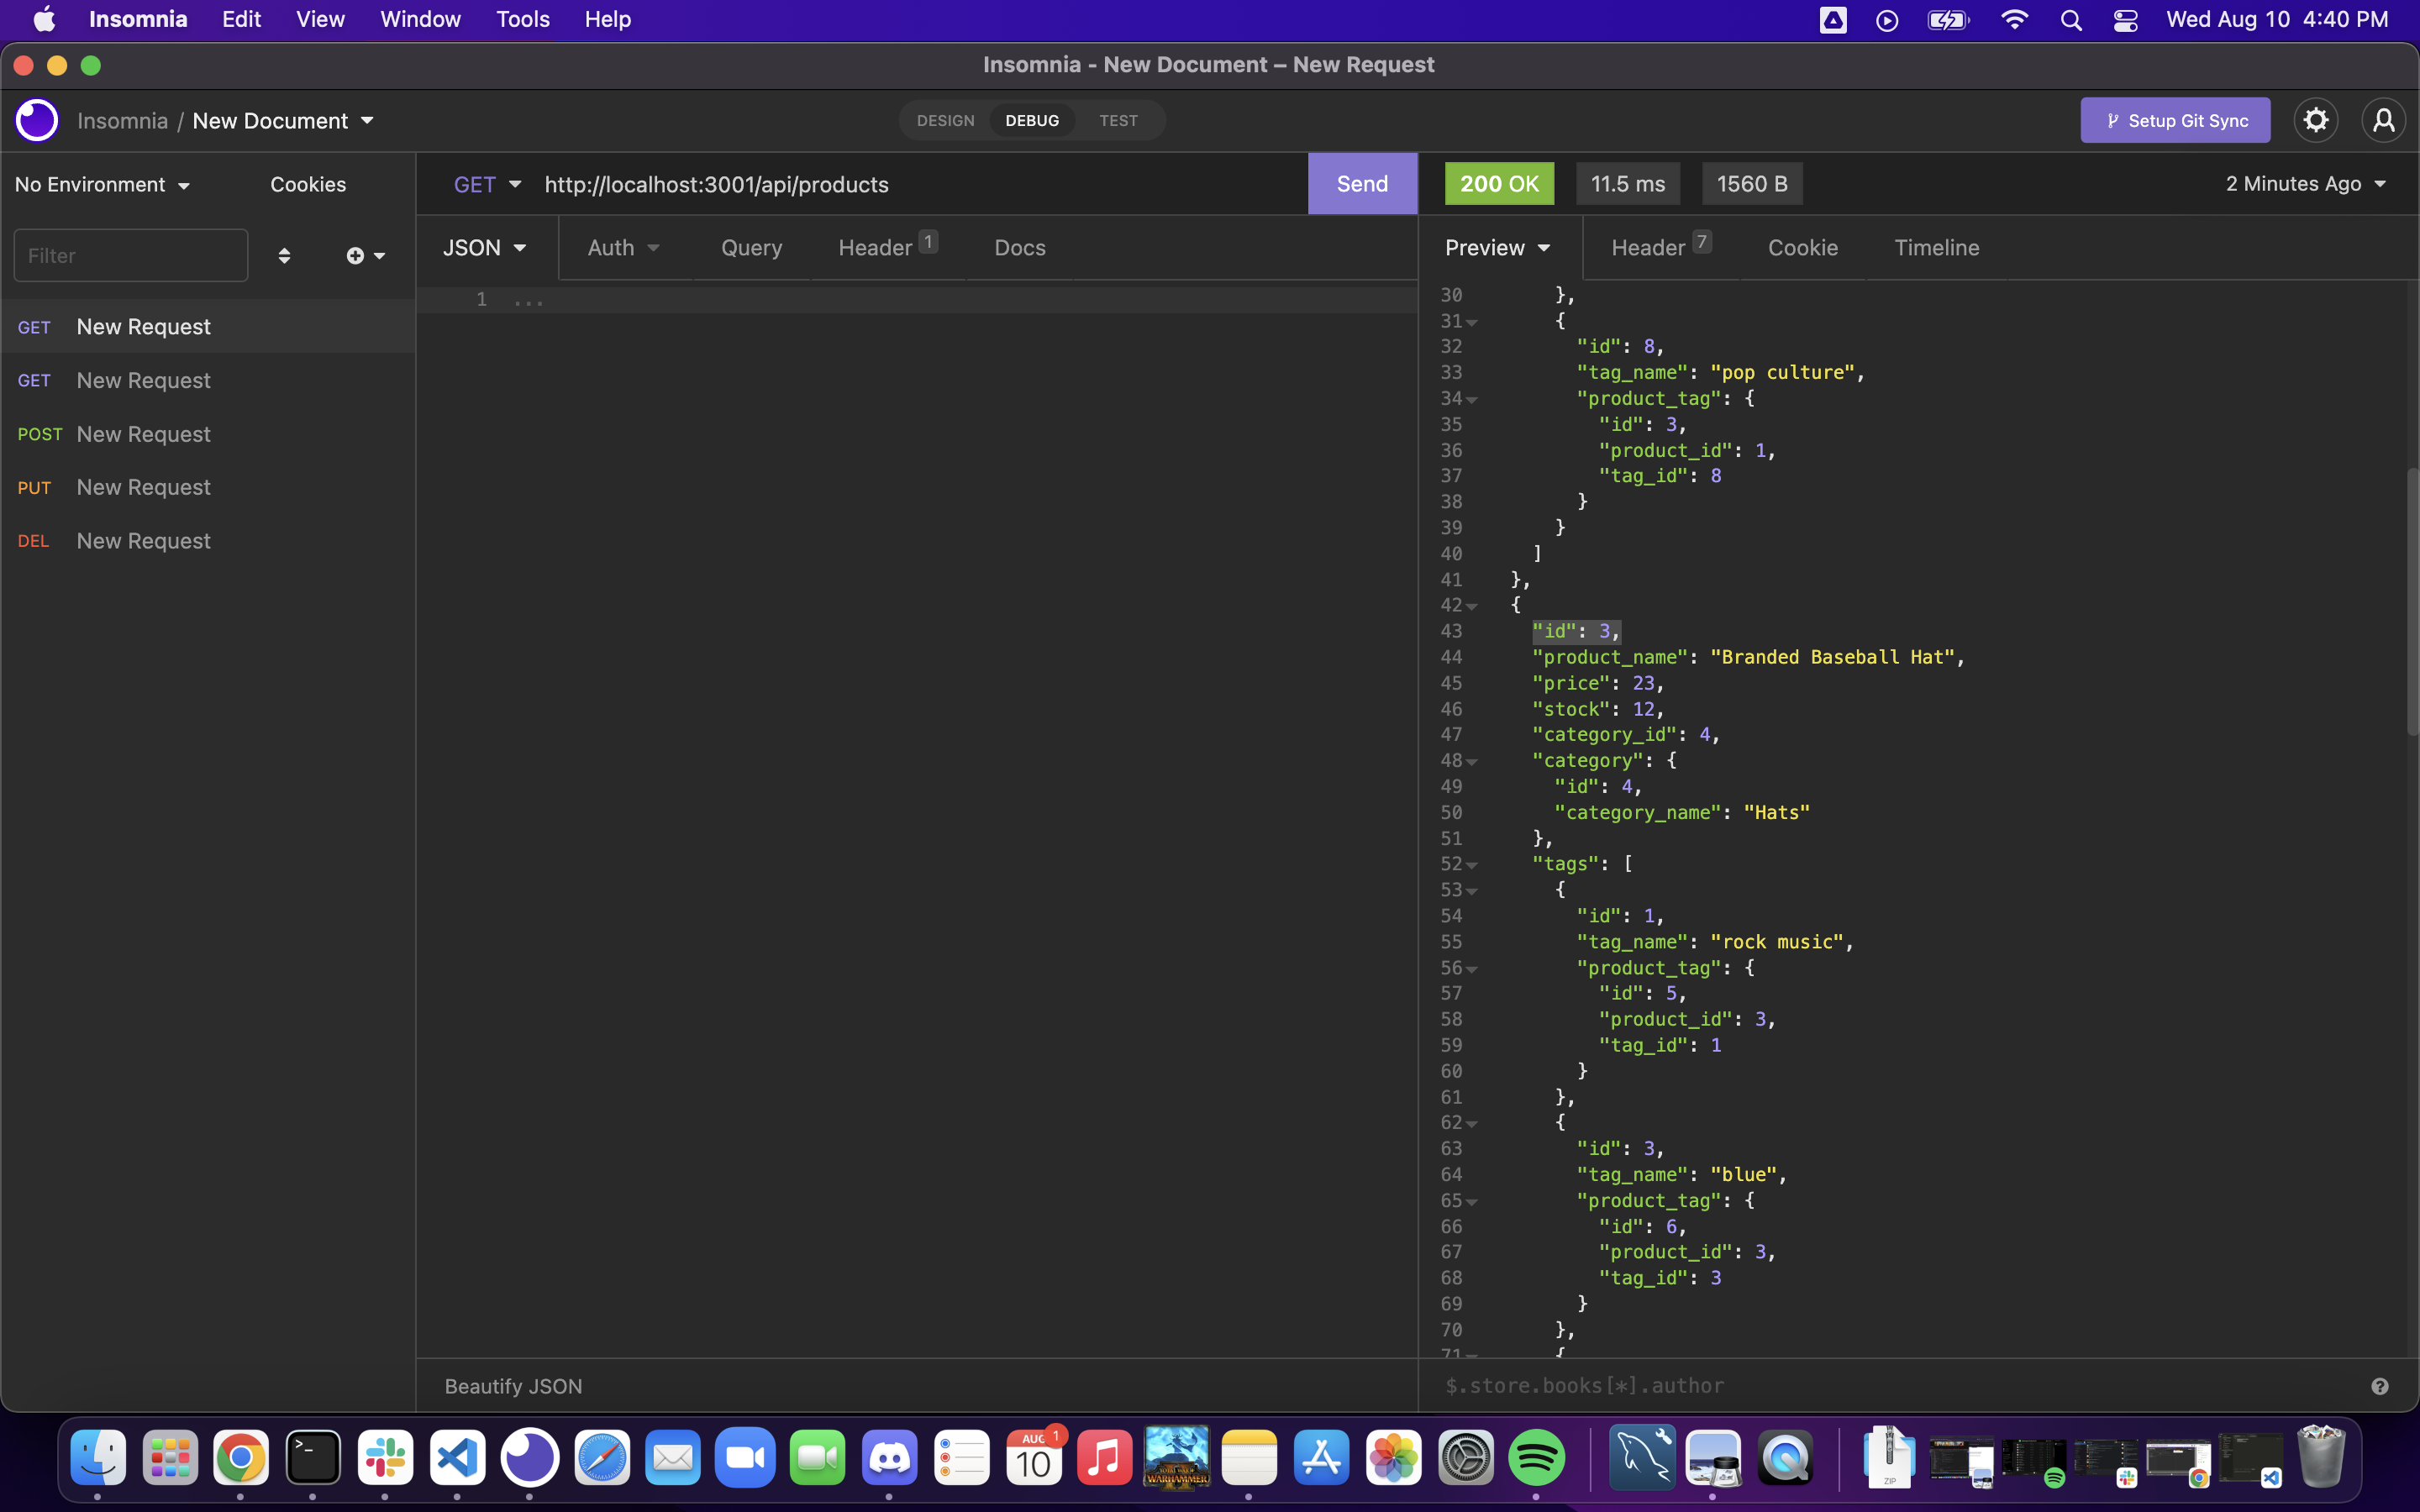 Insomnia Edit View Window Tools Help Wed Aug 10 4:40 PM
Insomnia - New Document – New Request
Insomnia / New Document DESIGN DEBUG TEST Setup Git Sync
No Environment Cookies
Filter
GET New Request
GET New Request
POST New Request
PUT New Request
DEL New Request
GET http://localhost:3001/api/products Send
JSON Auth Query Header 1 Docs
1 ...
Beautify JSON
200 OK 11.5 ms 1560 B 2 Minutes Ago
Preview Header 7 Cookie Timeline
30 },
31 {
32 "id": 8,
33 "tag_name": "pop culture",
34 "product_tag": {
35 "id": 3,
36 "product_id": 1,
37 "tag_id": 8
38 }
39 }
40 ]
41 },
42 {
43 "id": 3,
44 "product_name": "Branded Baseball Hat",
45 "price": 23,
46 "stock": 12,
47 "category_id": 4,
48 "category": {
49 "id": 4,
50 "category_name": "Hats"
51 },
52 "tags": [
53 {
54 "id": 1,
55 "tag_name": "rock music",
56 "product_tag": {
57 "id": 5,
58 "product_id": 3,
59 "tag_id": 1
60 }
61 },
62 {
63 "id": 3,
64 "tag_name": "blue",
65 "product_tag": {
66 "id": 6,
67 "product_id": 3,
68 "tag_id": 3
69 }
70 },
71 {
$.store.books[*].author
AUG 1
10
WARHAMMER
ZIP